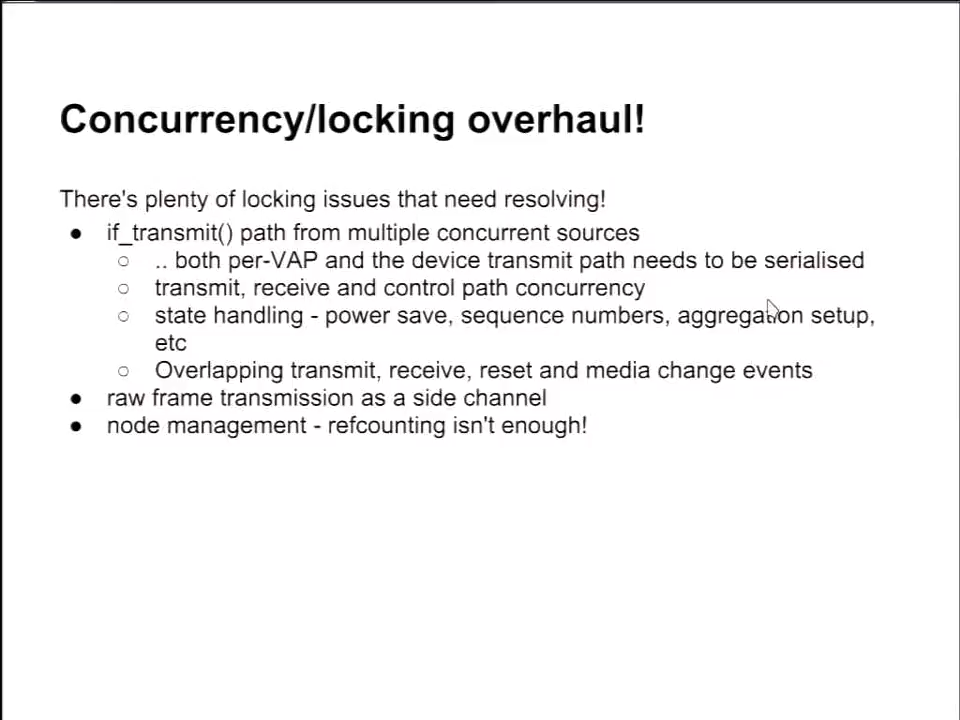 Concurrency/locking overhaul!
There's plenty of locking issues that need resolving!
● if_transmit() path from multiple concurrent sources
○ .. both per-VAP and the device transmit path needs to be serialised
○ transmit, receive and control path concurrency
○ state handling - power save, sequence numbers, aggregation setup,
etc
○ Overlapping transmit, receive, reset and media change events
● raw frame transmission as a side channel
● node management - refcounting isn't enough!